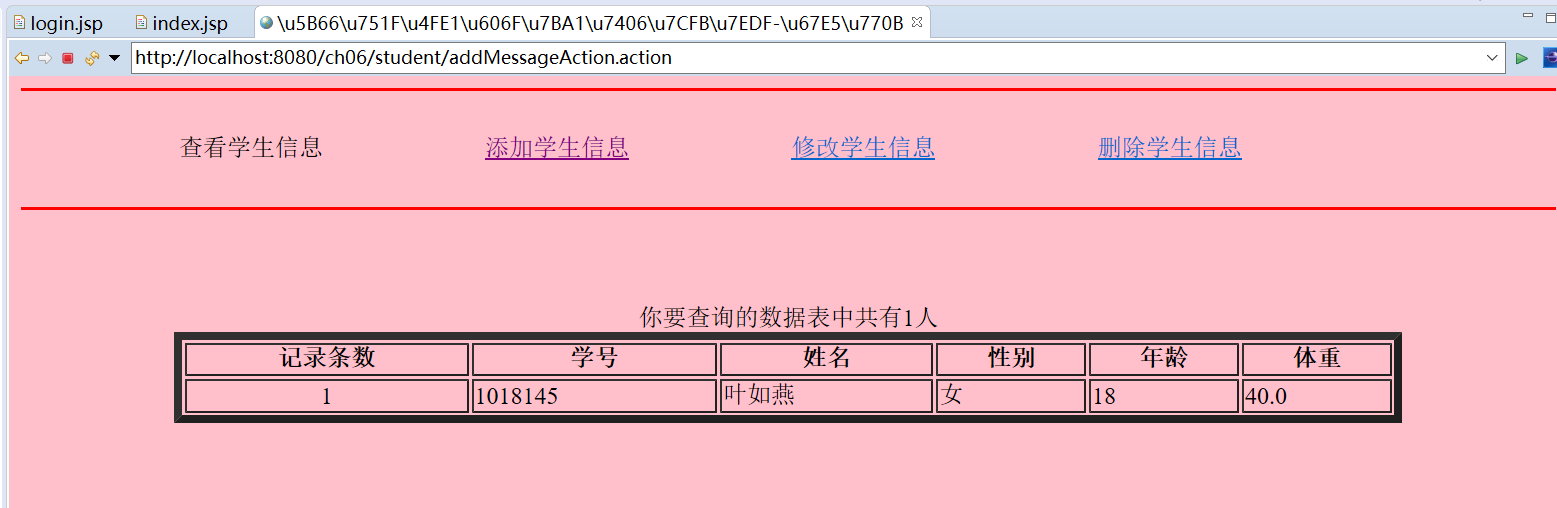 login.jsp index.jsp \u5B66\u751F\u4FE1\u606F\u7BA1\u7406\u7CFB\u7EDF-\u67E5\u770B
http://localhost:8080/ch06/student/addMessageAction.action
查看学生信息 添加学生信息 修改学生信息 删除学生信息
你要查询的数据表中共有1人
记录条数 学号 姓名 性别 年龄 体重
1 1018145 叶如燕 女 18 40.0